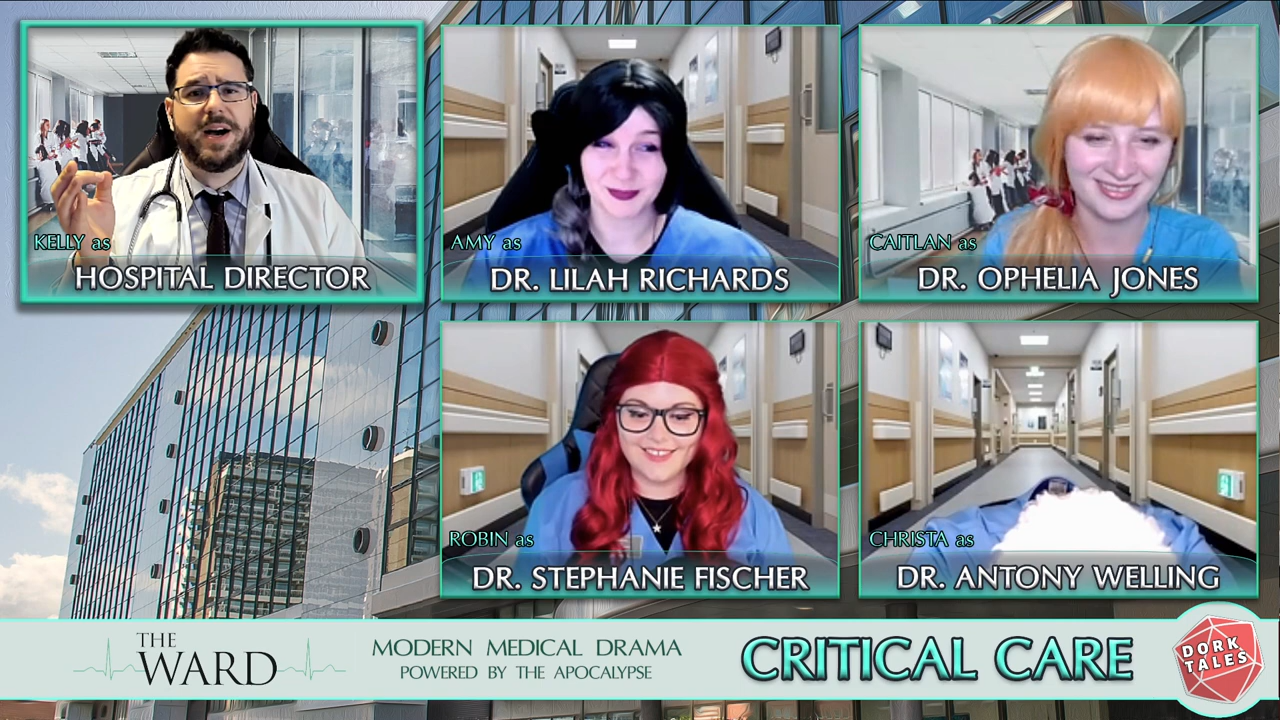 KELLY as
HOSPITAL DIRECTOR
AMY as
DR. LILAH RICHARDS
CAITLAN as
DR. OPHELIA JONES
ROBIN as
DR. STEPHANIE FISCHER
CHRISTA as
DR. ANTONY WELLING
THE
WARD
MODERN MEDICAL DRAMA
POWERED BY THE APOCALYPSE
CRITICAL CARE
DORK
TALES